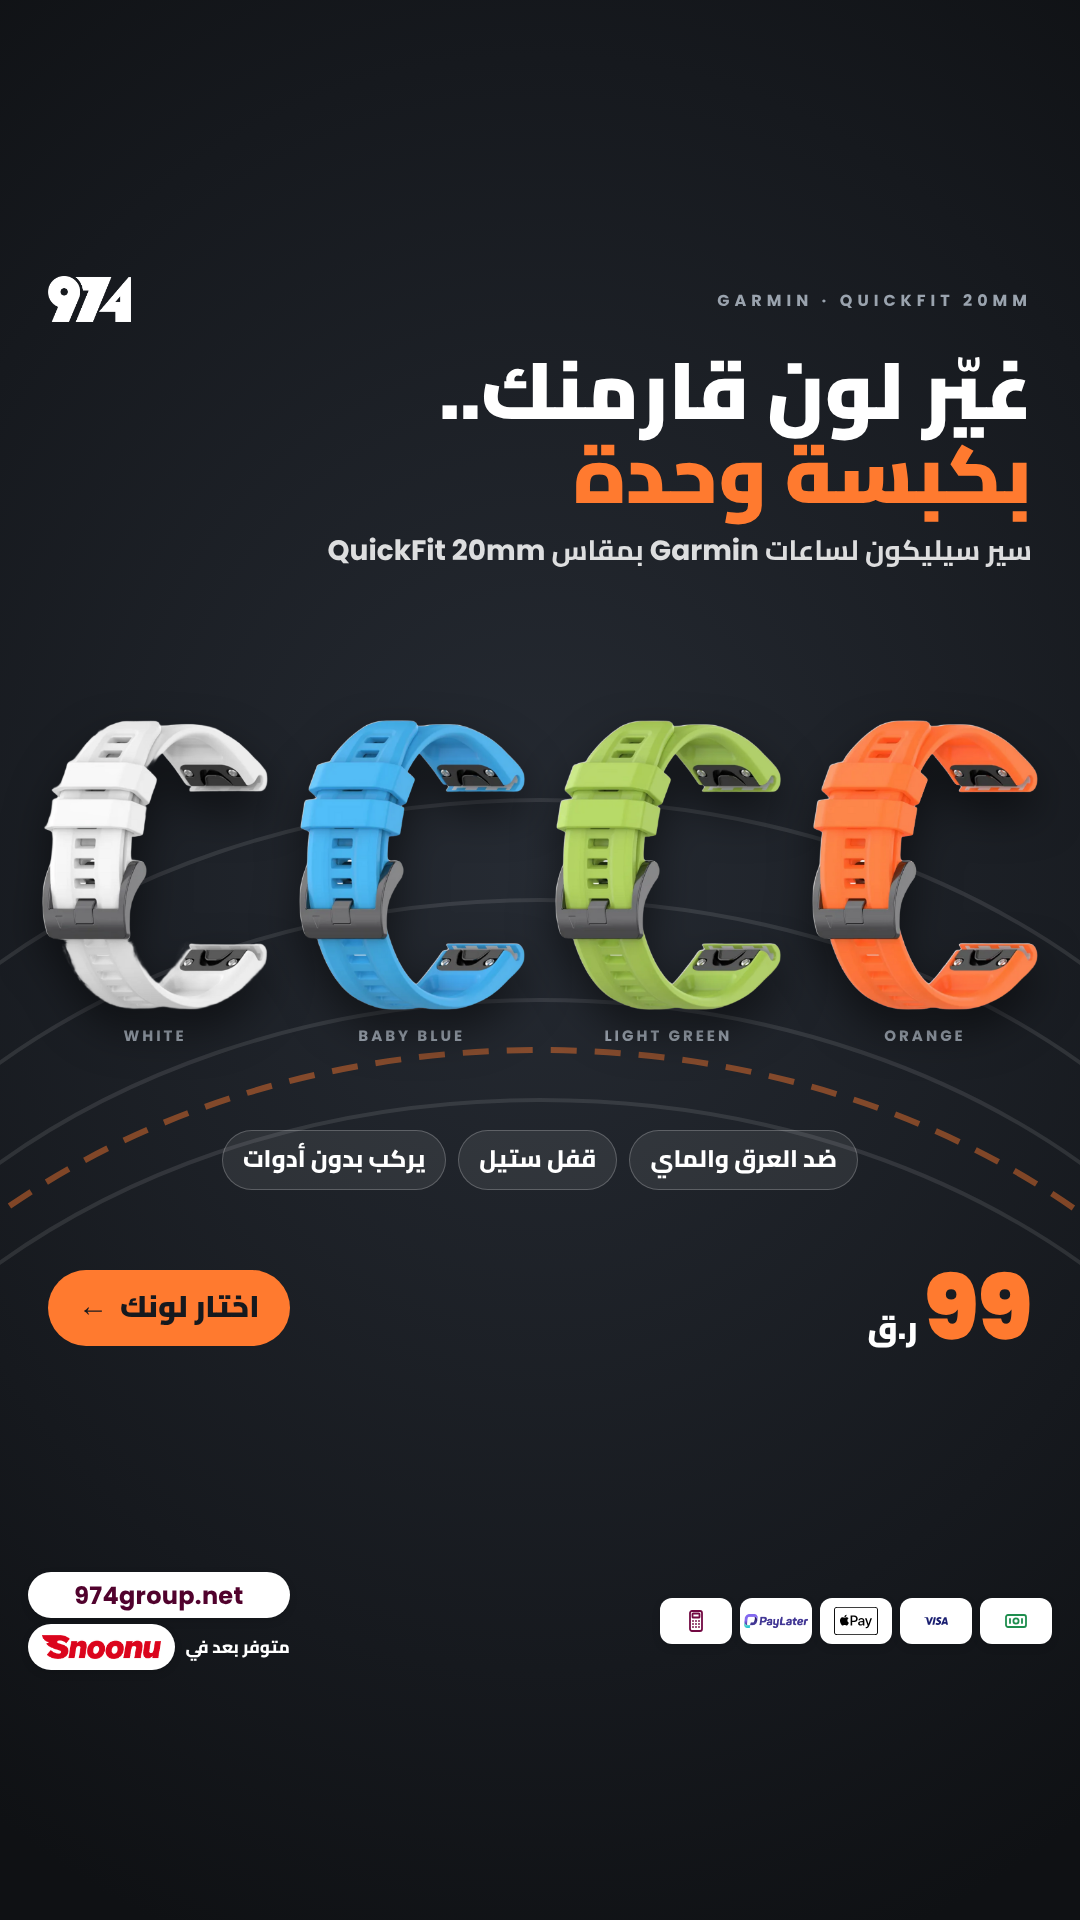 974
GARMIN · QUICKFIT 20MM
غيّر لون قارمنك..
بكبسة وحدة
سير سيليكون لساعات Garmin بمقاس QuickFit 20mm
WHITE
BABY BLUE
LIGHT GREEN
ORANGE
ضد العرق والماي
قفل ستيل
يركب بدون أدوات
99 ر.ق
اختار لونك ←
974group.net
متوفر بعد في Snoonu
PayLater
Pay
VISA